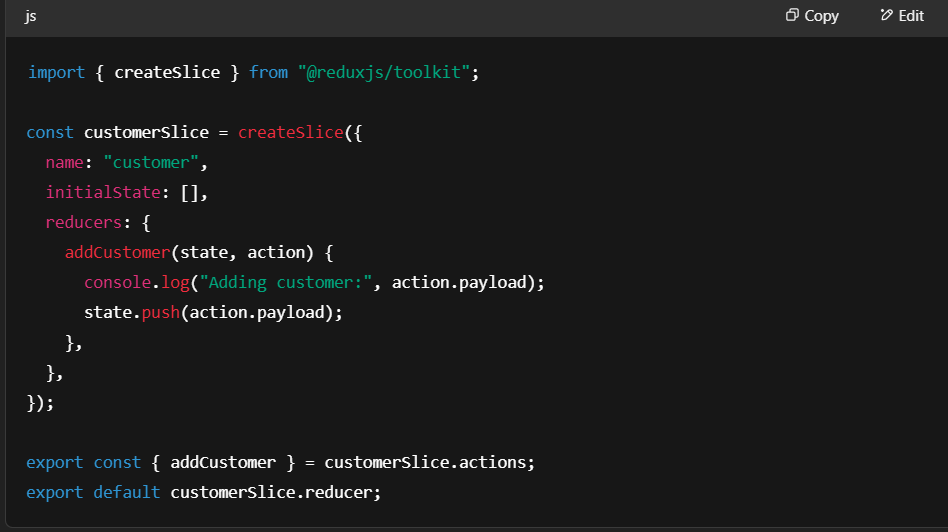 js
Copy
Edit
import { createSlice } from "@reduxjs/toolkit";
const customerSlice = createSlice({
  name: "customer",
  initialState: [],
  reducers: {
    addCustomer(state, action) {
      console.log("Adding customer:", action.payload);
      state.push(action.payload);
    },
  },
});
export const { addCustomer } = customerSlice.actions;
export default customerSlice.reducer;